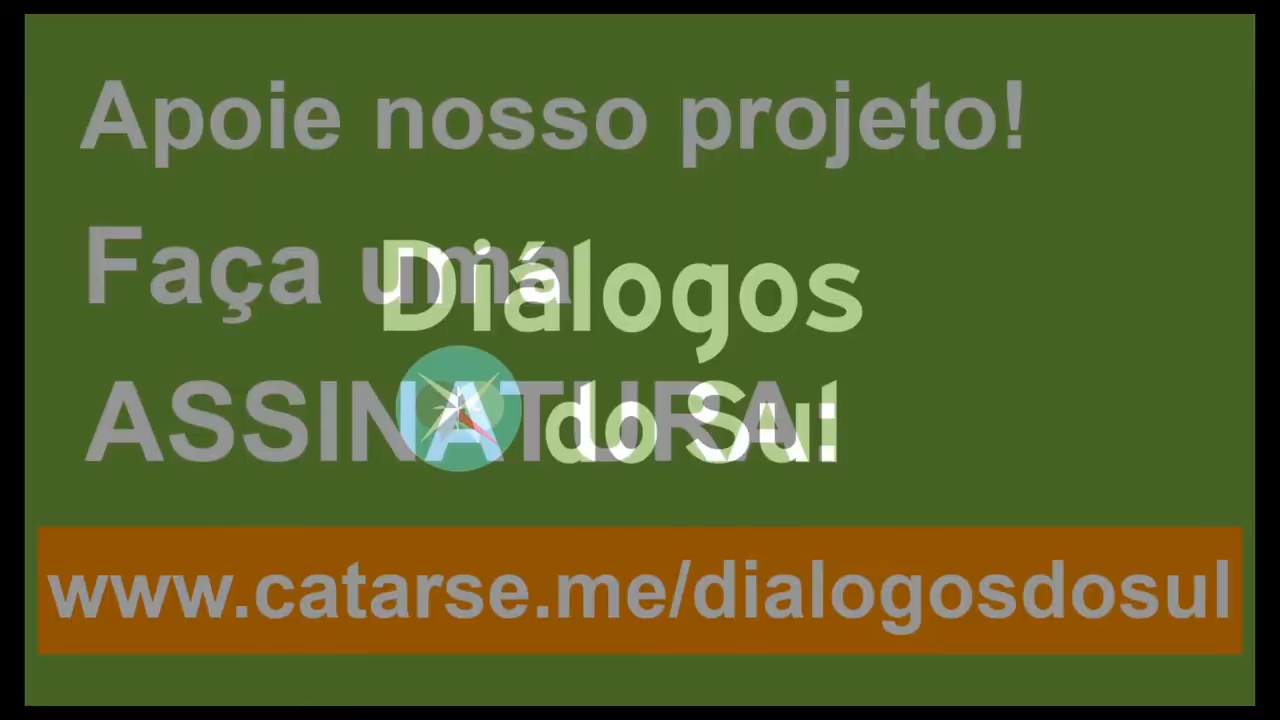 Apoie nosso projeto!
Faça uma
Diálogos
ASSINATURA:
do Sul
www.catarse.me/dialogosdosul